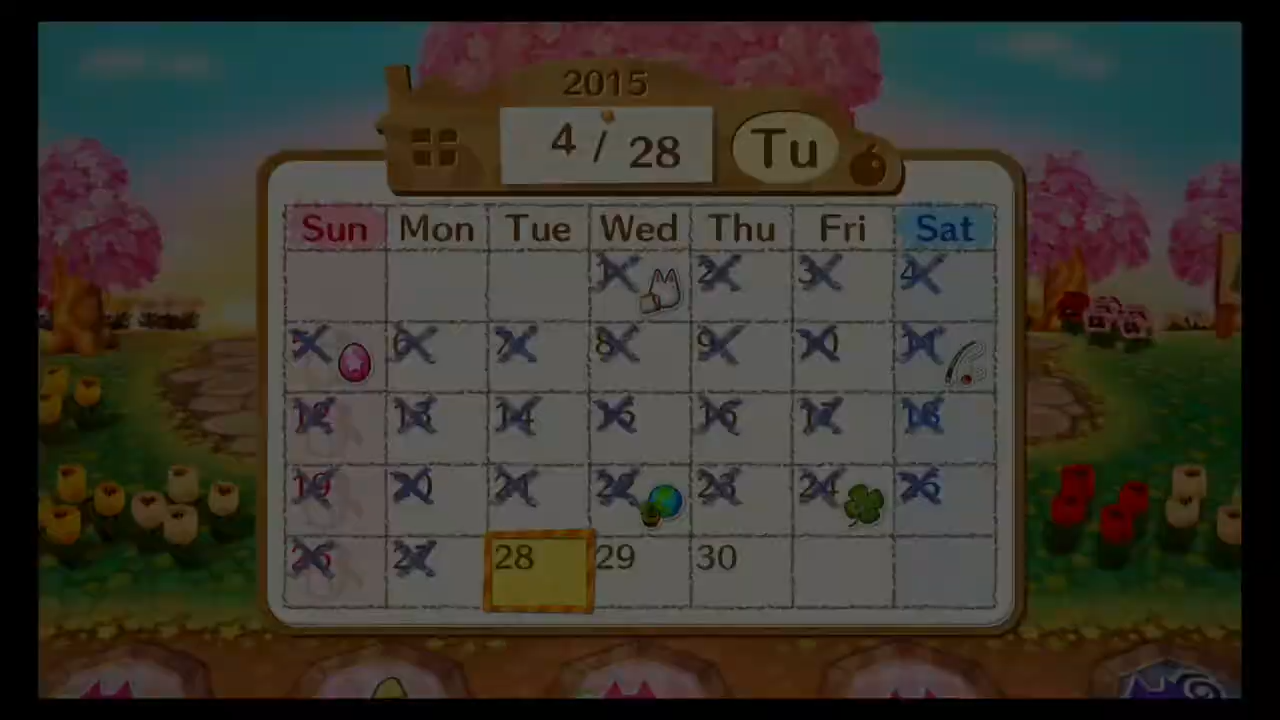 2015
4 / 28 Tu
Sun Mon Tue Wed Thu Fri Sat
1 2 3 4
5 6 7 8 9 10 11
12 13 14 15 16 17 18
19 20 21 22 23 24 25
26 27 28 29 30